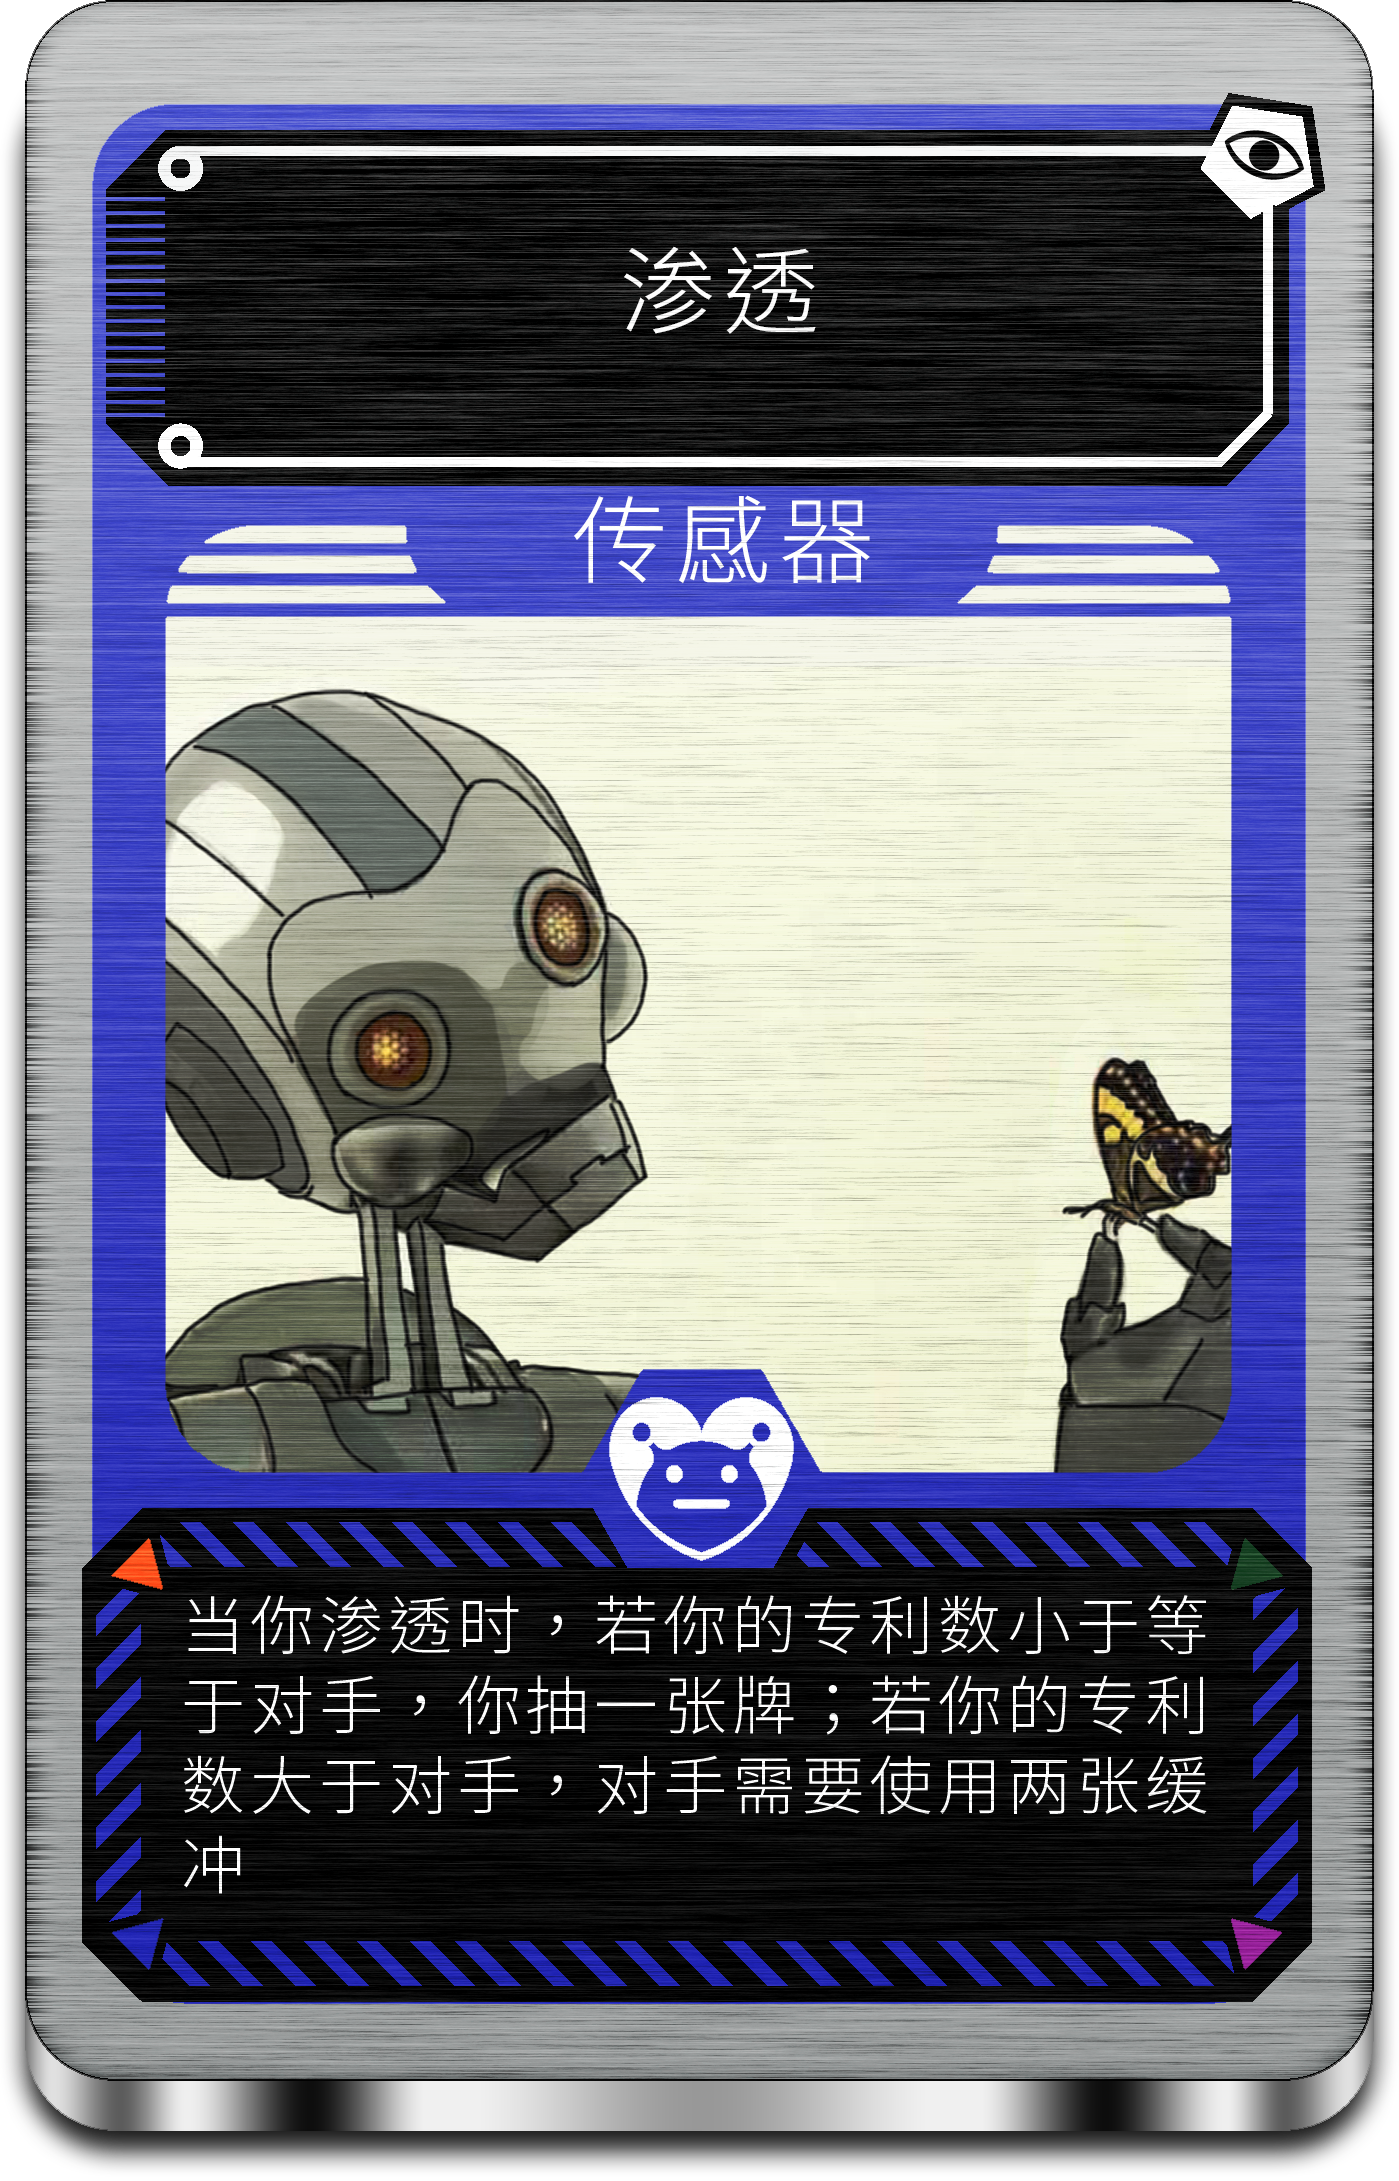 渗透
传感器
当你渗透时，若你的专利数小于等
于对手，你抽一张牌；若你的专利
数大于对手，对手需要使用两张缓
冲